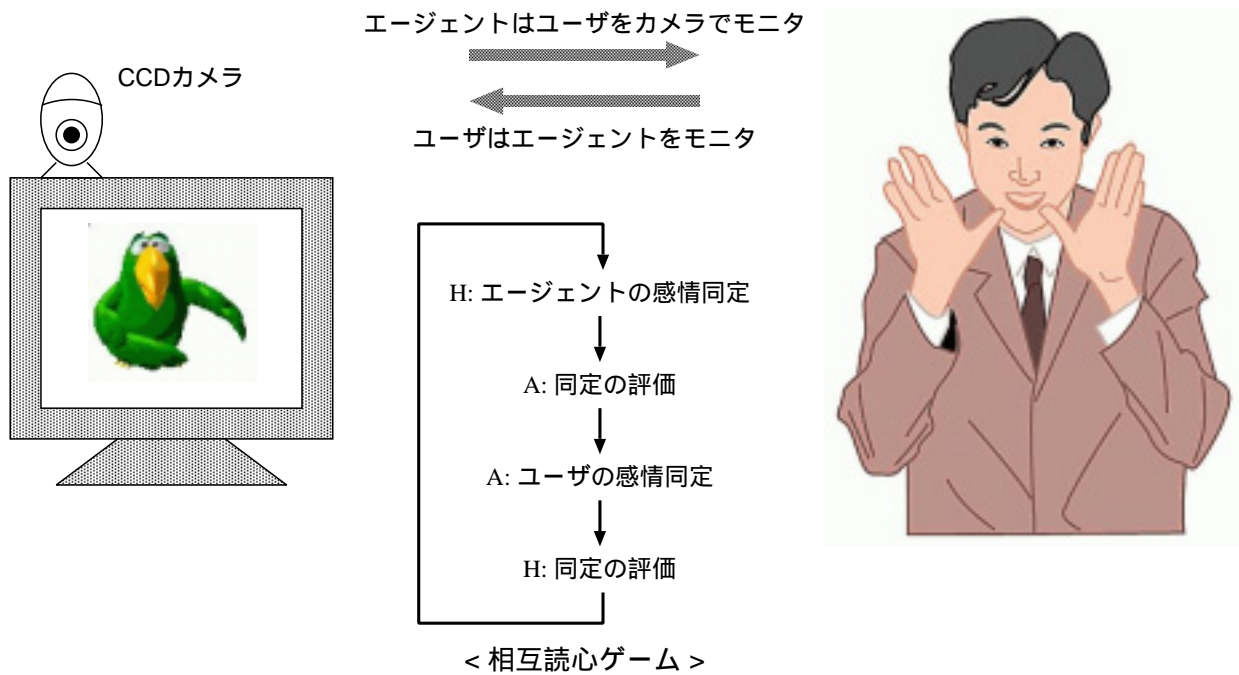 エージェントはユーザをカメラでモニタ
CCDカメラ
ユーザはエージェントをモニタ
H: エージェントの感情同定
A: 同定の評価
A: ユーザの感情同定
H: 同定の評価
< 相互読心ゲーム >